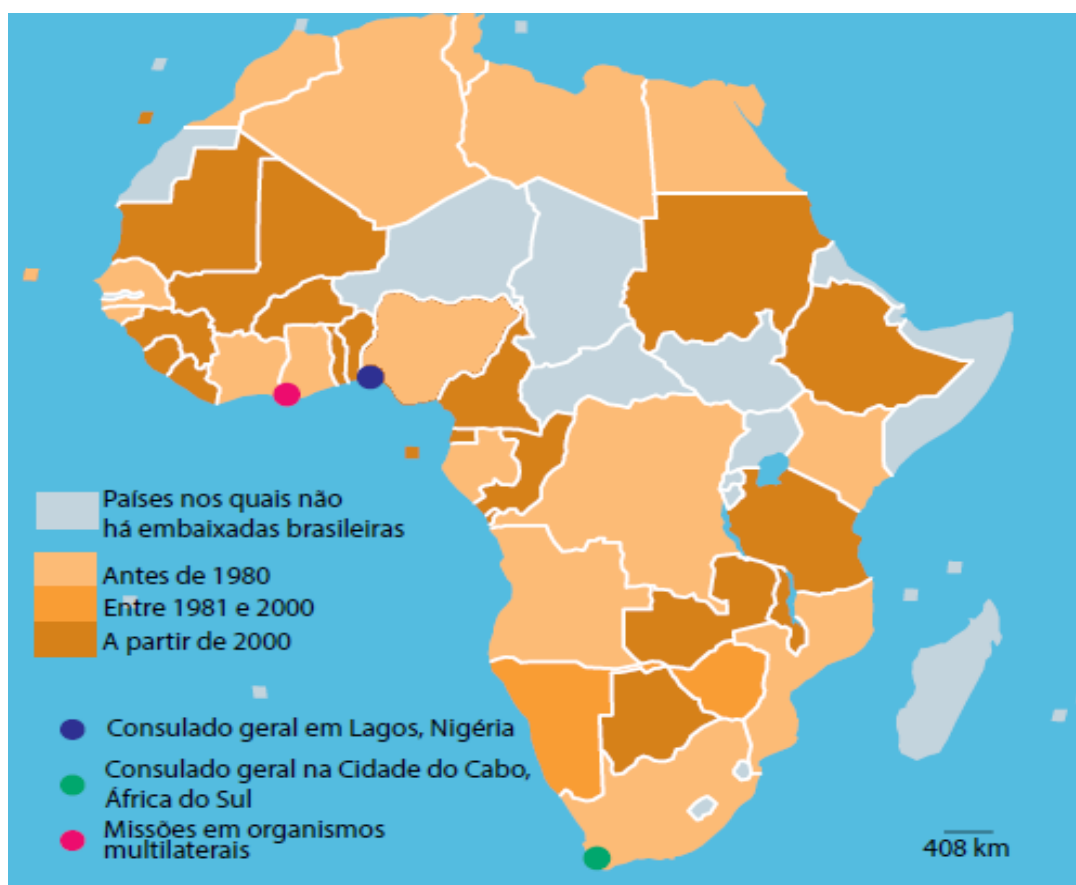 Países nos quais não
há embaixadas brasileiras
Antes de 1980
Entre 1981 e 2000
A partir de 2000
Consulado geral em Lagos, Nigéria
Consulado geral na Cidade do Cabo,
África do Sul
Missões em organismos
multilaterais
408 km